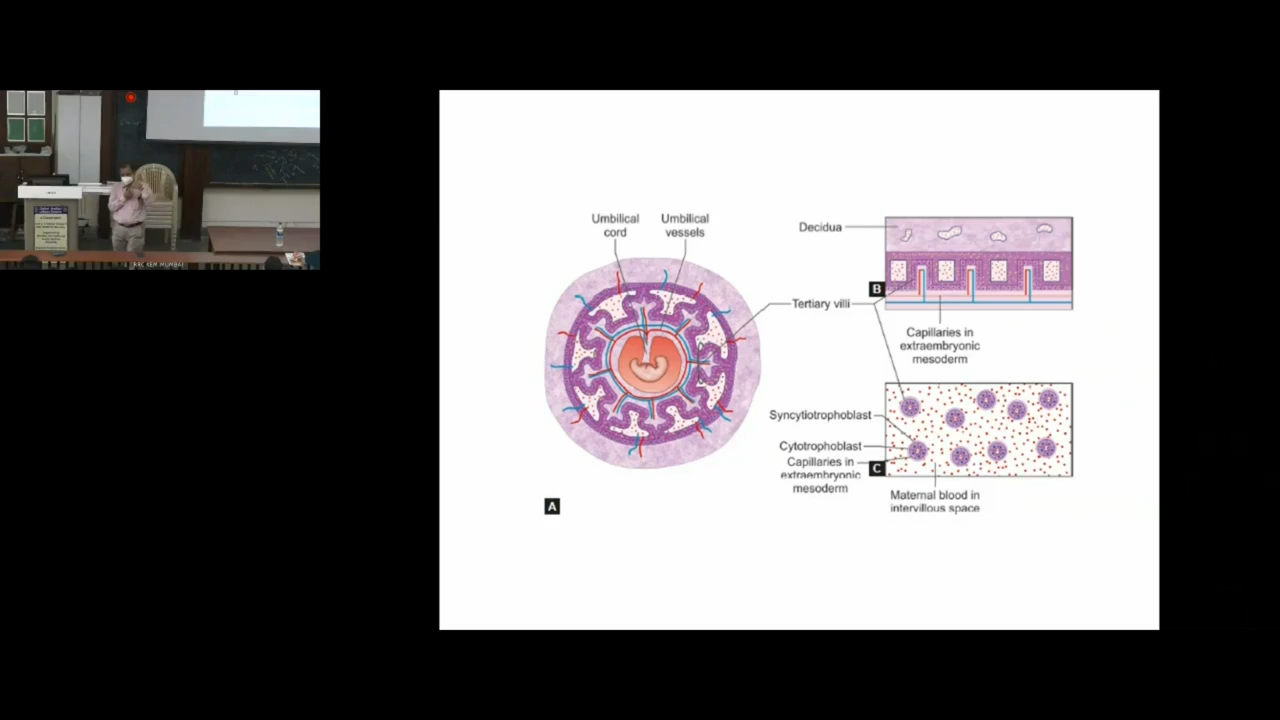 Umbilical
cord
Umbilical
vessels
Decidua
B
Tertiary villi
Capillaries in
extraembryonic
mesoderm
Syncytiotrophoblast
Cytotrophoblast
Capillaries in
extraembryonic
mesoderm
C
Maternal blood in
intervillous space
A